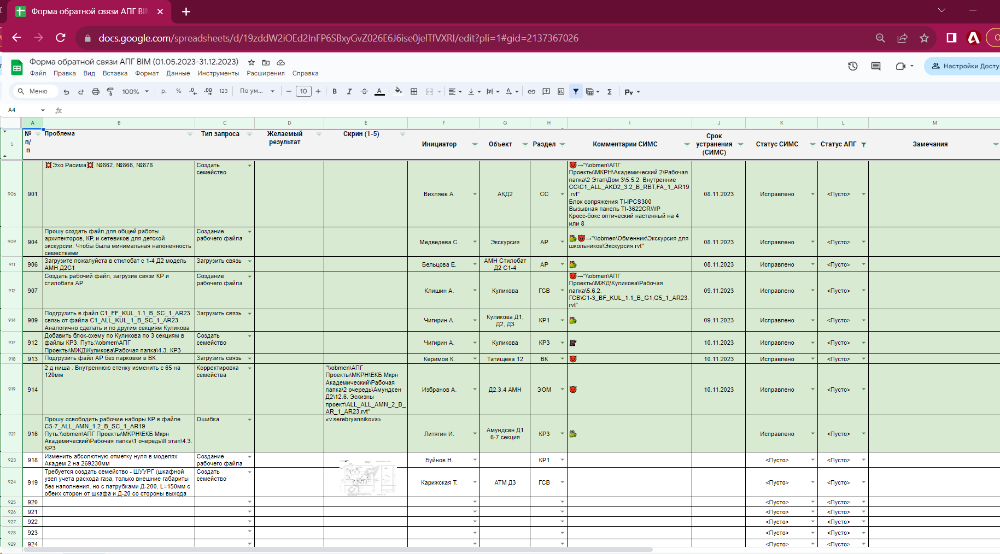 Форма обратной связи АПГ BIM
docs.google.com/spreadsheets/d/19zddW2iOEd2InFP6SBxyGvZ026E6J6ise0jelTfVXRI/edit?pli=1#gid=2137367026
Форма обратной связи АПГ BIM (01.05.2023-31.12.2023)
Файл Правка Вид Вставка Формат Данные Инструменты Расширения Справка
Настройки Досту
Меню 100% р. % .0 .00 123 По ум... 10 B I A Σ Ру
A4 fx
A B C D E F G H I J K L M
5 № п/п Проблема Тип запроса Желаемый результат Скрин (1-5) Инициатор Объект Раздел Комментарии СИМС Срок устранения (СИМС) Статус СИМС Статус АПГ Замечания
906 901 💥Эхо Расима💥 №862, №866, №878 Создать семейство Вихляев А. АКД2 СС 😈→"\\obmen\АПГ Проекты\МКРН\Академический 2\Рабочая папка\2 Этап\Дом 3\5.5.2. Внутренние СС\C1_ALL_AKD2_3.2_B_RBT,FA_1_AR19.rvt" Блок сопряжения TI-IPCS300 Вызывная панель TI-3622CRWP Кросс-бокс оптический настенный на 4 или 8 08.11.2023 Исправлено <Пусто>
909 904 Прошу создать файл для общей работы архитекторов, КР, и сетевиков для детской экскурсии. Чтобы была минимальная напоненность семествами Создание рабочего файла Медведева С. Экскурсия АР 😈→"\\obmen\Обменник\Экскурсия для школьников\Экскурсия.rvt" 08.11.2023 Исправлено <Пусто>
911 906 Загрузите пожалуйста в стилобат с 1-4 Д2 модель АМН Д2С1 Загрузить связь Бельцова Е. АМН Стилобат Д2 С1-4 АР 08.11.2023 Исправлено <Пусто>
912 907 Создать рабочий файл, загрузив связи КР и стилобата АР Создание рабочего файла Клишин А. Куликова ГСВ 😈→"\\obmen\АПГ Проекты\МЖД\Куликова\Рабочая папка\5.6.2. ГСВ\C1-3_BF_KUL_1.1_B_G1,G5_1_AR23.rvt" 09.11.2023 Исправлено <Пусто>
914 909 Подгрузить в файл C1_FF_KUL_1.1_B_SC_1_AR23 связь от файла C1_ALL_KUL_1_B_SC_1_AR23 . Аналогично сделать и по другим секциям Куликова Загрузить связь Чигирин А. Куликова Д1, Д2, Д3 КР1 09.11.2023 Исправлено <Пусто>
917 912 Добавить блок-схему по Куликова по 3 секциям в файлы КР3. Путь:\\obmen\АПГ Проекты\МЖД\Куликова\Рабочая папка\4.3. КР3 Создать семейство Чигирин А. Куликова КР3 10.11.2023 Исправлено <Пусто>
918 913 Подгрузить файл АР без парковки в ВК Загрузить связь Керимов К. Татищева 12 ВК 😈 10.11.2023 Исправлено <Пусто>
919 914 2 д ниша . Внутреннюю стенку изменить с 65 на 120мм Корректировка семейства "\\obmen\АПГ Проекты\МКРН\ЕКБ Мкрн Академический\Рабочая папка\2 очередь\Амундсен Д2\12.6. Эскизны проект\ALL_ALL_AMN_2_B_AR_1_AR23.rvt" Избранов А. Д2.3.4 АМН ЭОМ 😈 10.11.2023 Исправлено <Пусто>
921 916 Прошу освободить рабочие наборы КР в файле C5-7_ALL_AMN_1.2_B_SC_1_AR19 Путь:\\obmen\АПГ Проекты\МКРН\ЕКБ Мкрн Академический\Рабочая папка\1 очередь\II этап\4.3. КР3 Ошибка «v.serebryannikova» Литягин И. Амундсен Д1 6-7 секция КР3 Исправлено <Пусто>
923 918 Изменить абсолютную отметку нуля в моделях Академ 2 на 269230мм Создание рабочего файла Буйнов Н. КР1 <Пусто> <Пусто>
924 919 Требуется создать семейство - ШУУРГ (шкафной узел учета расхода газа, только внешние габариты без наполнения, но с патрубками Д-200, L=150мм с обеих сторон от шкафа и Д-20 со стороны выхода Создать семейство Карижская Т. АТМ Д3 ГСВ <Пусто> <Пусто>
925 920 <Пусто> <Пусто>
926 921 <Пусто> <Пусто>
927 922 <Пусто> <Пусто>
928 923 <Пусто> <Пусто>
929 924 <Пусто> <Пусто>